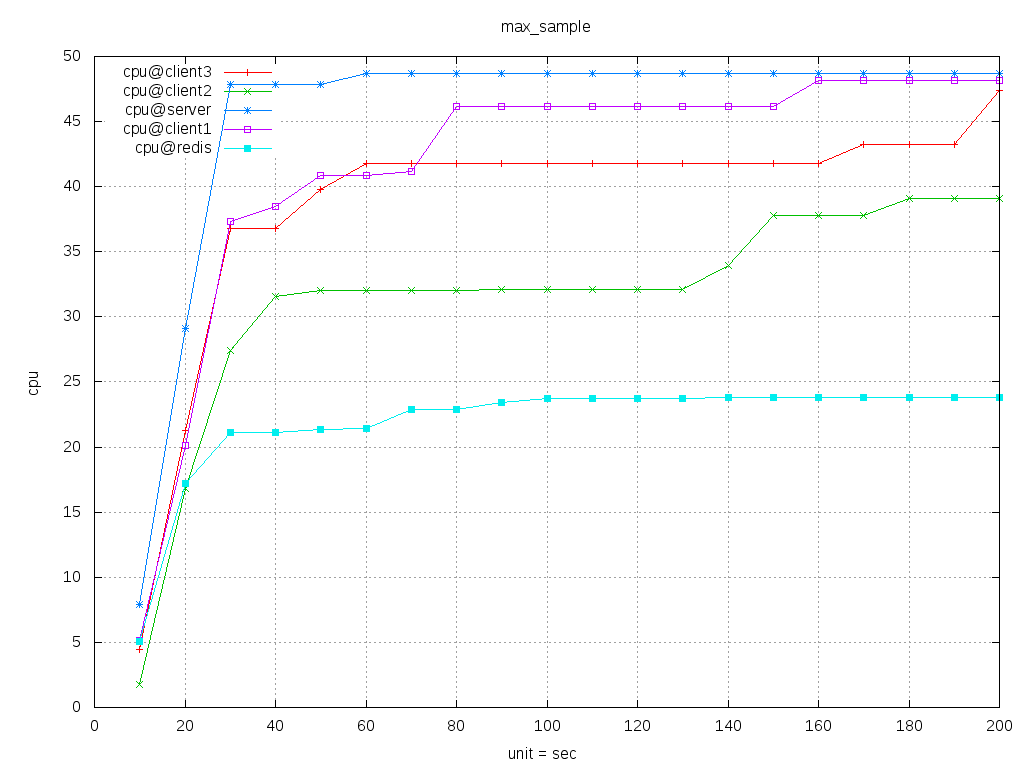 max_sample
50
45
40
35
30
25
20
15
10
5
0
cpu
cpu@client3
cpu@client2
cpu@server
cpu@client1
cpu@redis
0 20 40 60 80 100 120 140 160 180 200
unit = sec